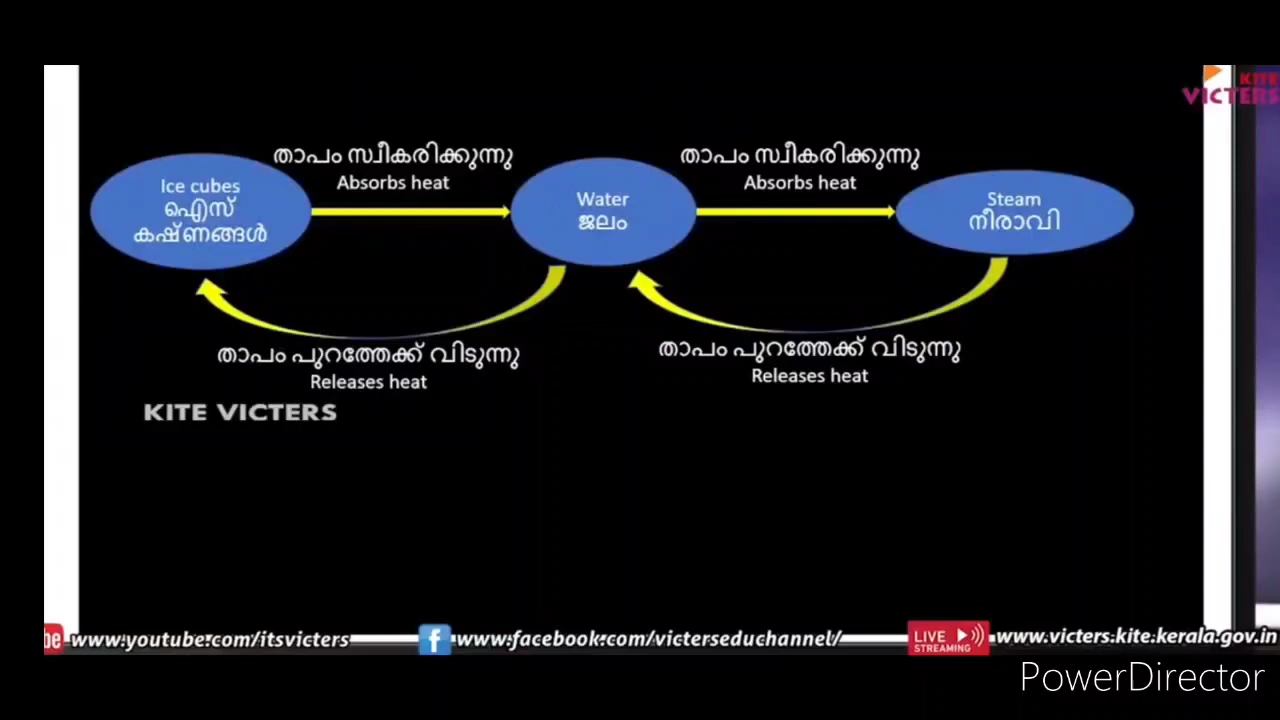 KITE
VICTERS
താപം സ്വീകരിക്കുന്നു
Absorbs heat
താപം സ്വീകരിക്കുന്നു
Absorbs heat
Ice cubes
ഐസ്
കഷ്ണങ്ങൾ
Water
ജലം
Steam
നീരാവി
താപം പുറത്തേക്ക് വിടുന്നു
Releases heat
താപം പുറത്തേക്ക് വിടുന്നു
Releases heat
KITE VICTERS
be www.youtube.com/itsvicters
f www.facebook.com/victerseduchannel/
LIVE
STREAMING
www.victers.kite.kerala.gov.in
PowerDirector